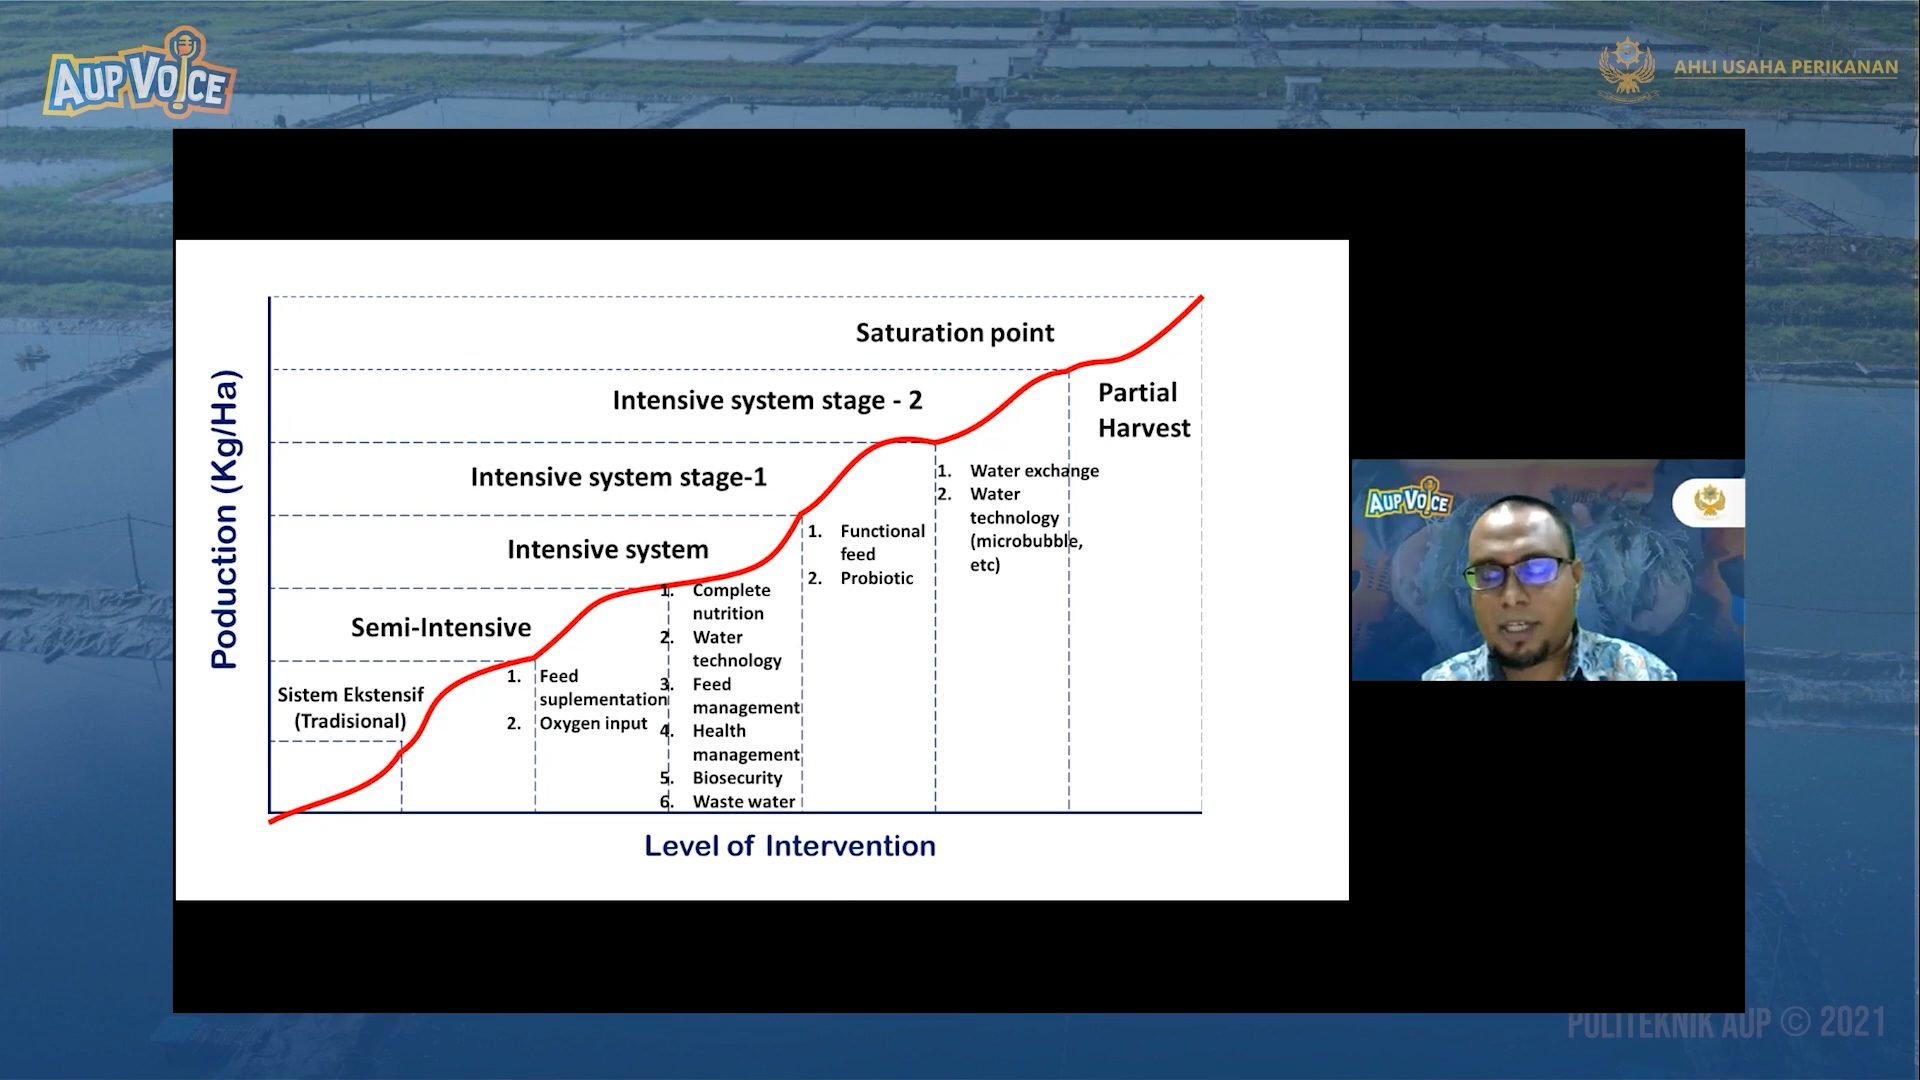 AUP VOICE
AHLI USAHA PERIKANAN
Saturation point
Intensive system stage - 2
Partial
Harvest
Intensive system stage-1
1. Water exchange
2. Water
technology
(microbubble,
etc)
Intensive system
1. Functional
feed
2. Probiotic
Semi-Intensive
1. Complete
nutrition
2. Water
technology
3. Feed
management
4. Health
management
5. Biosecurity
6. Waste water
Sistem Ekstensif
(Tradisional)
1. Feed
suplementation
2. Oxygen input
Poduction (Kg/Ha)
Level of Intervention
AUP VOICE
POLITEKNIK AUP © 2021